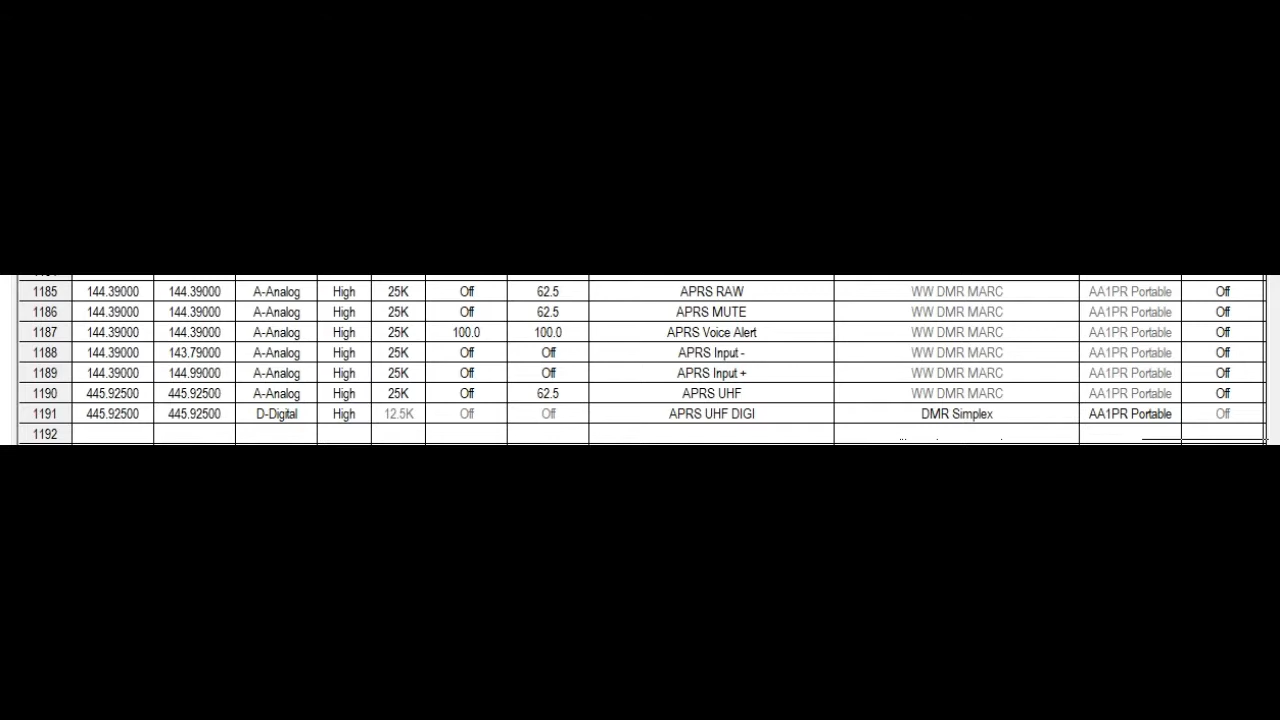 1185 144.39000 144.39000 A-Analog High 25K Off 62.5 APRS RAW WW DMR MARC AA1PR Portable Off
1186 144.39000 144.39000 A-Analog High 25K Off 62.5 APRS MUTE WW DMR MARC AA1PR Portable Off
1187 144.39000 144.39000 A-Analog High 25K 100.0 100.0 APRS Voice Alert WW DMR MARC AA1PR Portable Off
1188 144.39000 143.79000 A-Analog High 25K Off Off APRS Input - WW DMR MARC AA1PR Portable Off
1189 144.39000 144.99000 A-Analog High 25K Off Off APRS Input + WW DMR MARC AA1PR Portable Off
1190 445.92500 445.92500 A-Analog High 25K Off 62.5 APRS UHF WW DMR MARC AA1PR Portable Off
1191 445.92500 445.92500 D-Digital High 12.5K Off Off APRS UHF DIGI DMR Simplex AA1PR Portable Off
1192